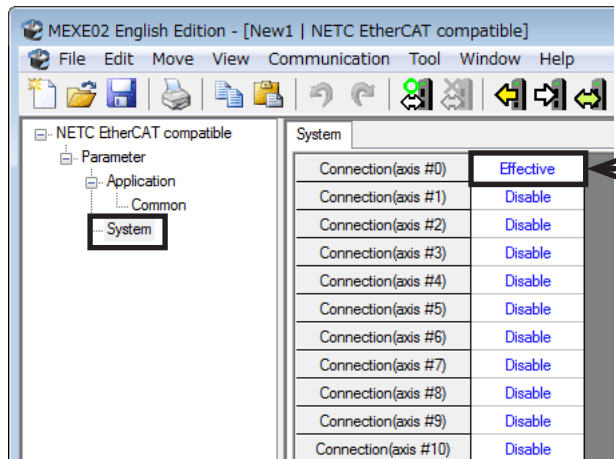 MEXE02 English Edition - [New1 | NETC EtherCAT compatible]
File Edit Move View Communication Tool Window Help
NETC EtherCAT compatible
Parameter
Application
Common
System
System
Connection(axis #0) Effective
Connection(axis #1) Disable
Connection(axis #2) Disable
Connection(axis #3) Disable
Connection(axis #4) Disable
Connection(axis #5) Disable
Connection(axis #6) Disable
Connection(axis #7) Disable
Connection(axis #8) Disable
Connection(axis #9) Disable
Connection(axis #10) Disable